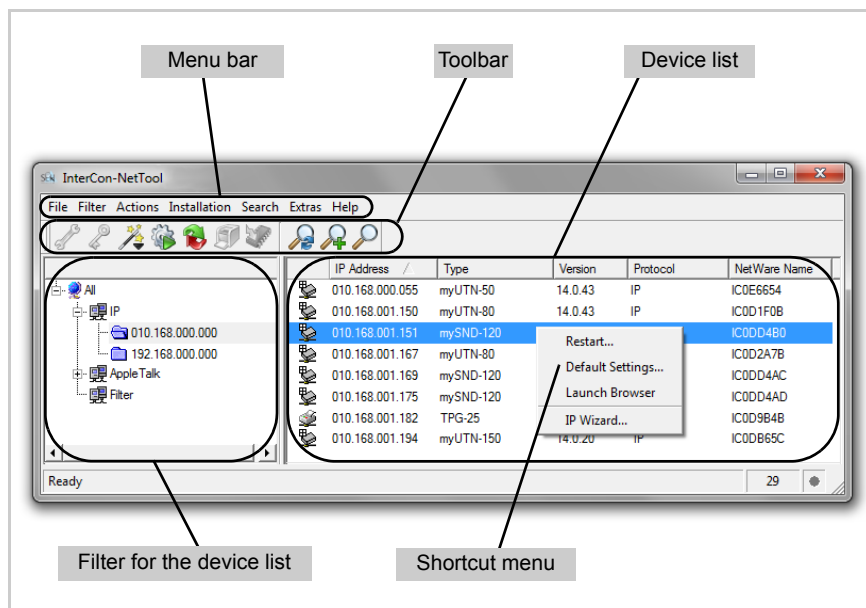 Menu bar
Toolbar
Device list
InterCon-NetTool
File Filter Actions Installation Search Extras Help
IP Address Type Version Protocol NetWare Name
All
IP
010.168.000.000
192.168.000.000
AppleTalk
Filter
010.168.000.055 myUTN-50 14.0.43 IP IC0E6654
010.168.001.150 myUTN-80 14.0.43 IP IC0D1F0B
010.168.001.151 mySND-120 IC0DD4B0
010.168.001.167 myUTN-80 IC0D2A7B
010.168.001.169 mySND-120 IC0DD4AC
010.168.001.175 mySND-120 IC0DD4AD
010.168.001.182 TPG-25 IC0D9B4B
010.168.001.194 myUTN-150 14.0.20 IP IC0DB65C
Restart...
Default Settings...
Launch Browser
IP Wizard...
Ready 29
Filter for the device list
Shortcut menu